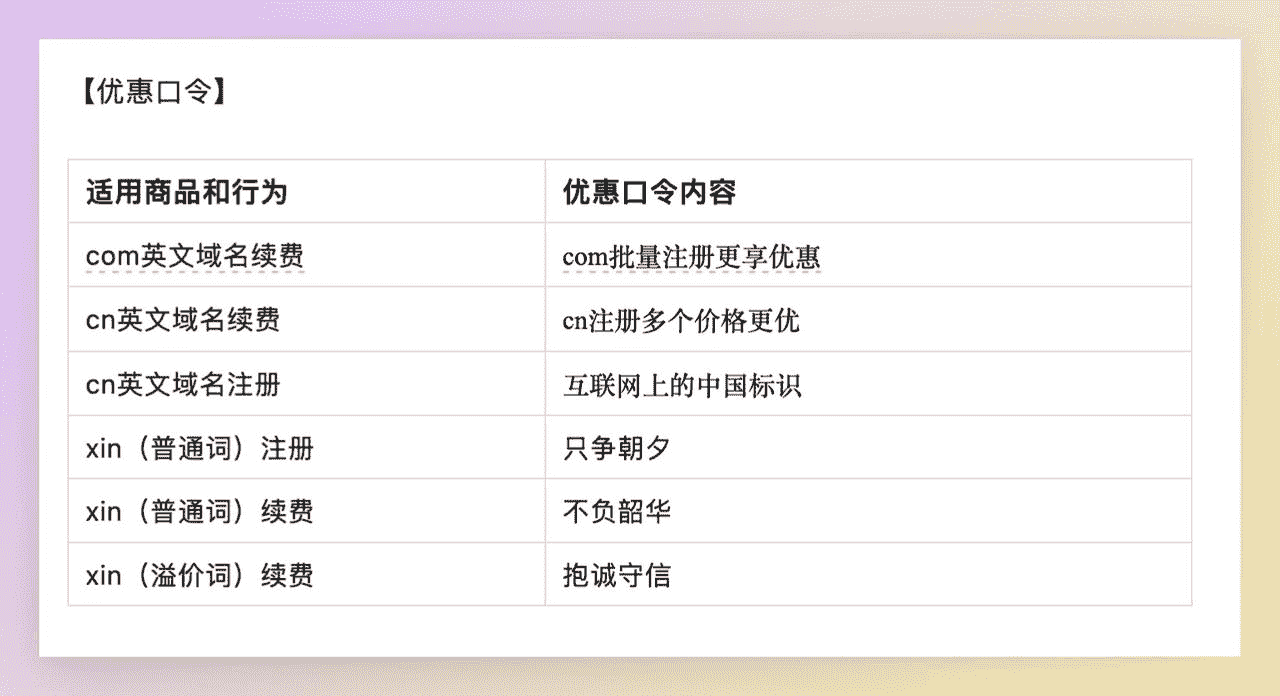 【优惠口令】
适用商品和行为 优惠口令内容
com英文域名续费 com批量注册更享优惠
cn英文域名续费 cn注册多个价格更优
cn英文域名注册 互联网上的中国标识
xin（普通词）注册 只争朝夕
xin（普通词）续费 不负韶华
xin（溢价词）续费 抱诚守信